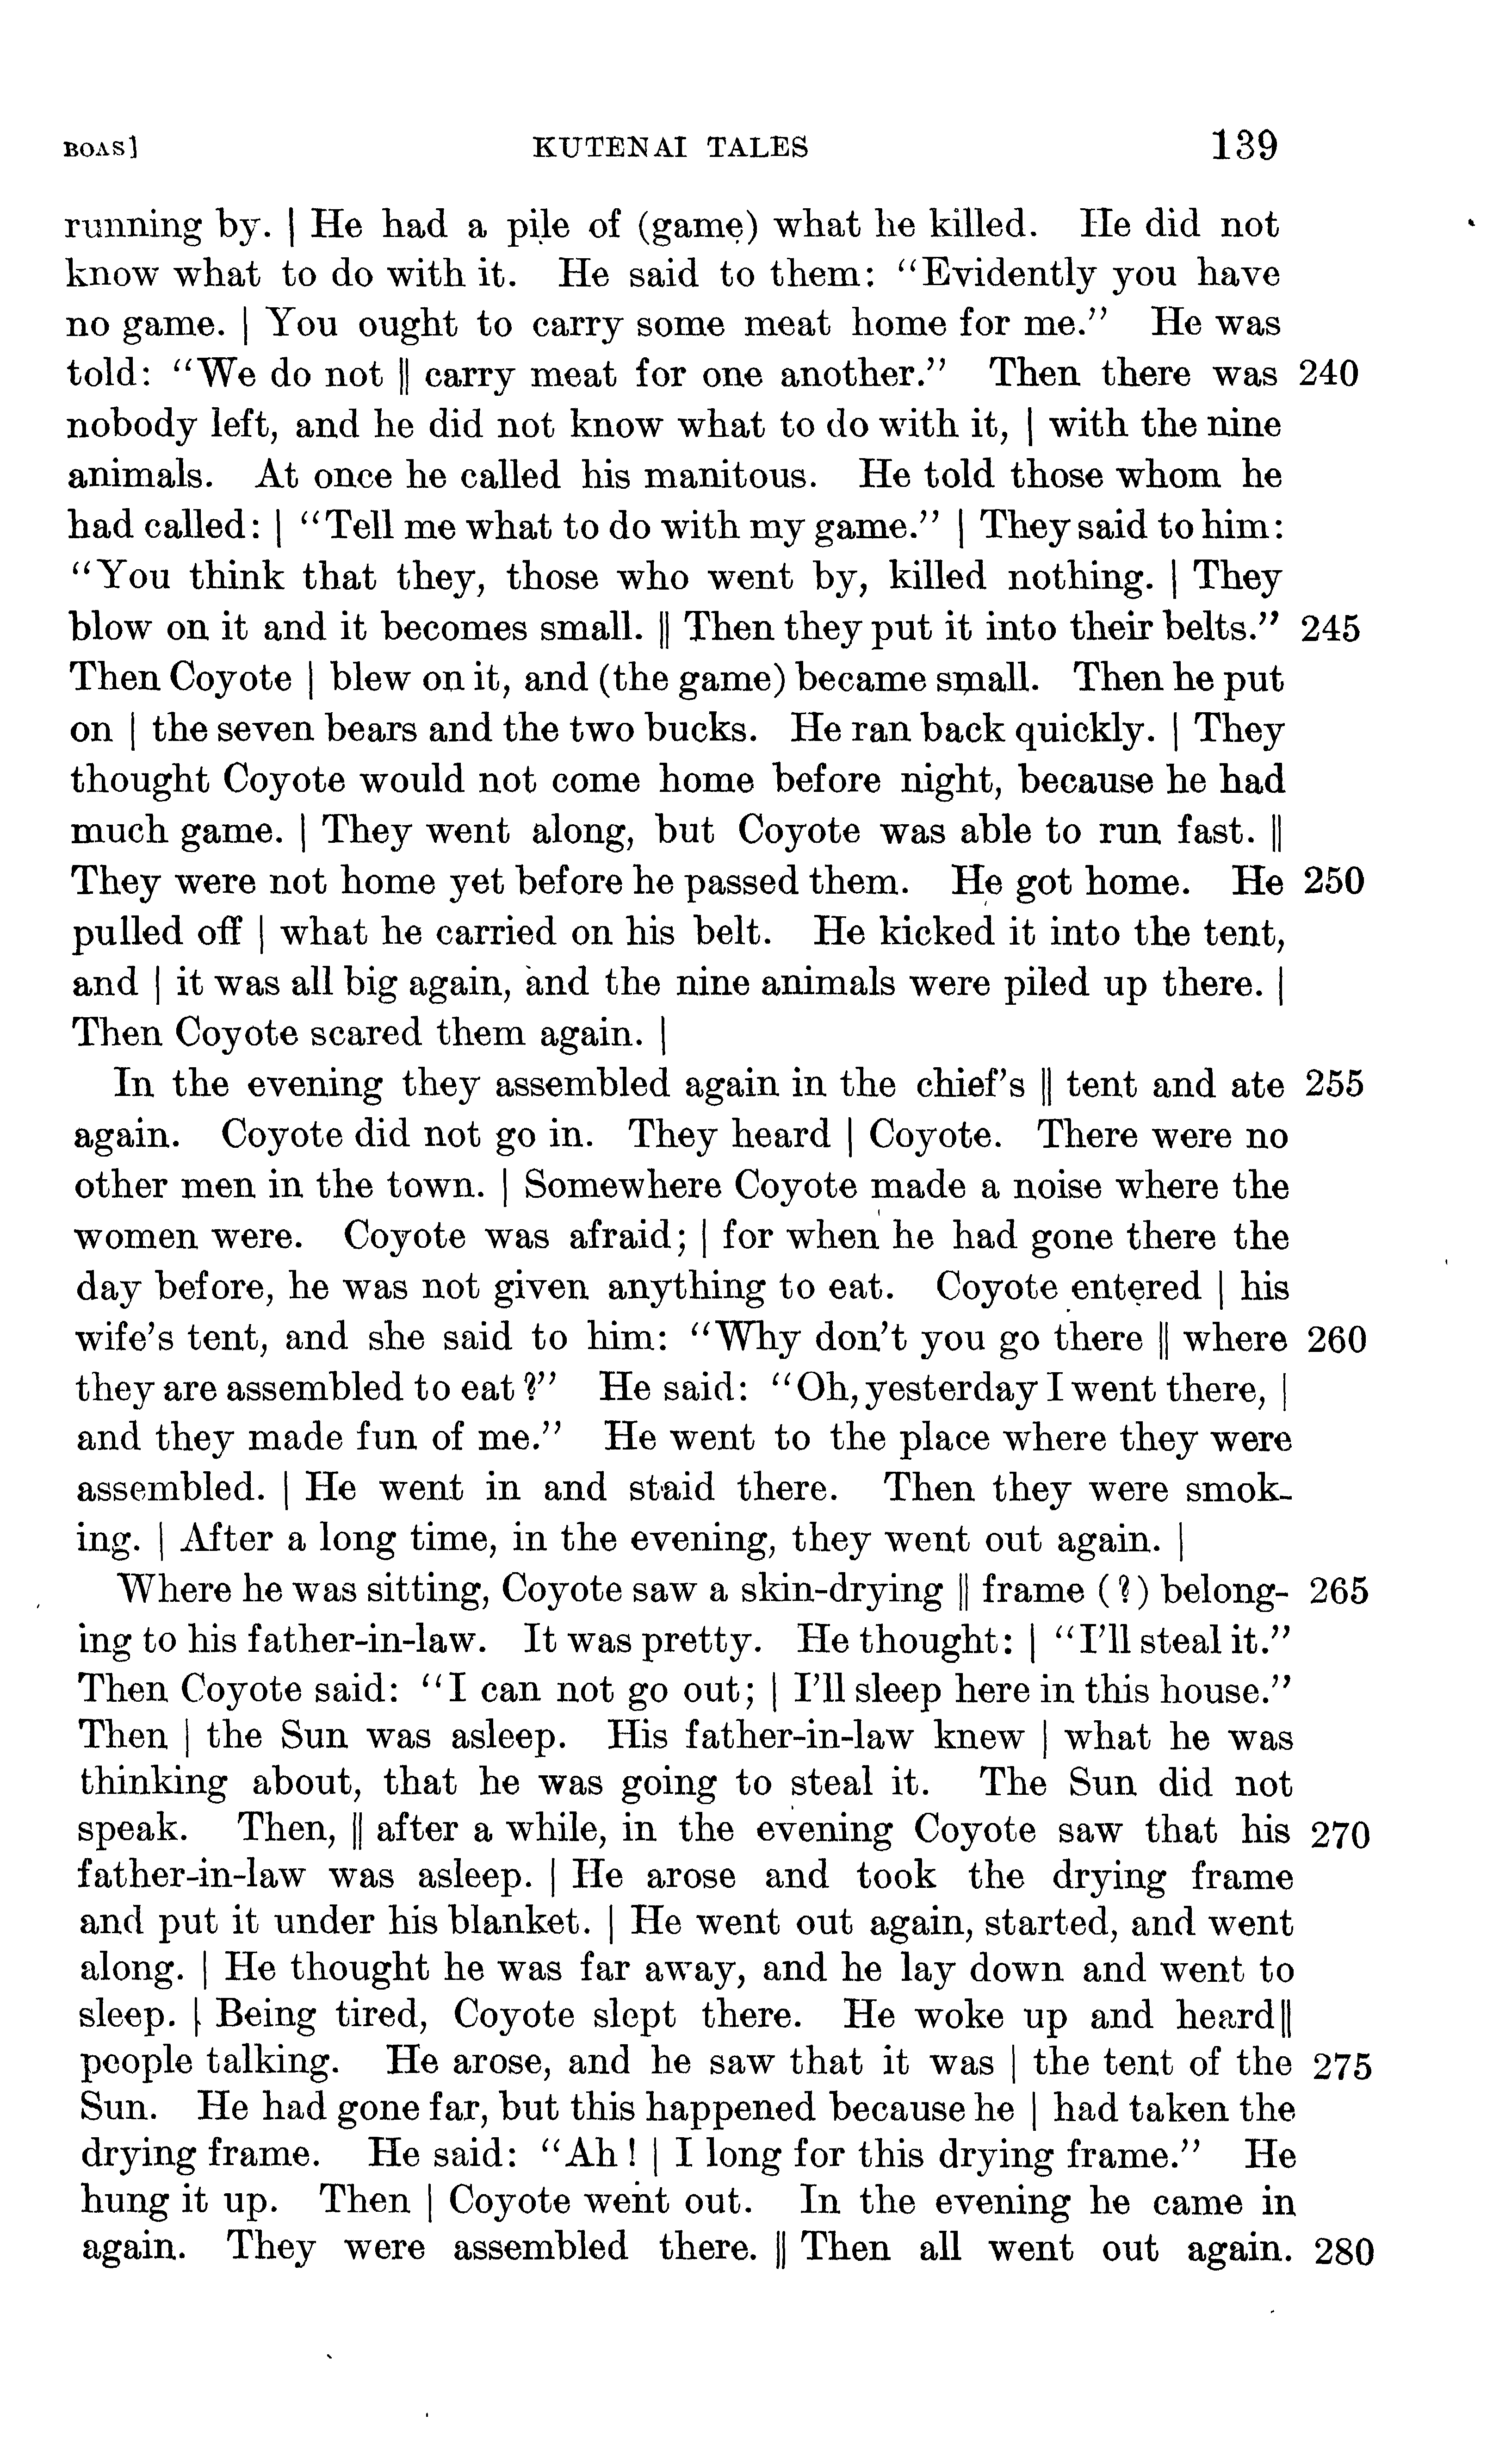 BOAS] KUTENAI TALES 139
running by. | He had a pile of (game) what he killed. He did not
know what to do with it. He said to them: "Evidently you have
no game. | You ought to carry some meat home for me." He was
told: "We do not || carry meat for one another." Then there was 240
nobody left, and he did not know what to do with it, | with the nine
animals. At once he called his manitous. He told those whom he
had called: | "Tell me what to do with my game." | They said to him:
"You think that they, those who went by, killed nothing. | They
blow on it and it becomes small. || Then they put it into their belts." 245
Then Coyote | blew on it, and (the game) became small. Then he put
on | the seven bears and the two bucks. He ran back quickly. | They
thought Coyote would not come home before night, because he had
much game. | They went along, but Coyote was able to run fast. ||
They were not home yet before he passed them. He got home. He 250
pulled off | what he carried on his belt. He kicked it into the tent,
and | it was all big again, and the nine animals were piled up there. |
Then Coyote scared them again. |
In the evening they assembled again in the chief's || tent and ate 255
again. Coyote did not go in. They heard | Coyote. There were no
other men in the town. | Somewhere Coyote made a noise where the
women were. Coyote was afraid; | for when he had gone there the
day before, he was not given anything to eat. Coyote entered | his
wife's tent, and she said to him: "Why don't you go there || where 260
they are assembled to eat?" He said: "Oh, yesterday I went there, |
and they made fun of me." He went to the place where they were
assembled. | He went in and staid there. Then they were smok-
ing. | After a long time, in the evening, they went out again. |
Where he was sitting, Coyote saw a skin-drying || frame (?) belong- 265
ing to his father-in-law. It was pretty. He thought: | "I'll steal it."
Then Coyote said: "I can not go out; | I'll sleep here in this house."
Then | the Sun was asleep. His father-in-law knew | what he was
thinking about, that he was going to steal it. The Sun did not
speak. Then, || after a while, in the evening Coyote saw that his 270
father-in-law was asleep. | He arose and took the drying frame
and put it under his blanket. | He went out again, started, and went
along. | He thought he was far away, and he lay down and went to
sleep. | Being tired, Coyote slept there. He woke up and heard ||
people talking. He arose, and he saw that it was | the tent of the 275
Sun. He had gone far, but this happened because he | had taken the
drying frame. He said: "Ah! | I long for this drying frame." He
hung it up. Then | Coyote went out. In the evening he came in
again. They were assembled there. || Then all went out again. 280